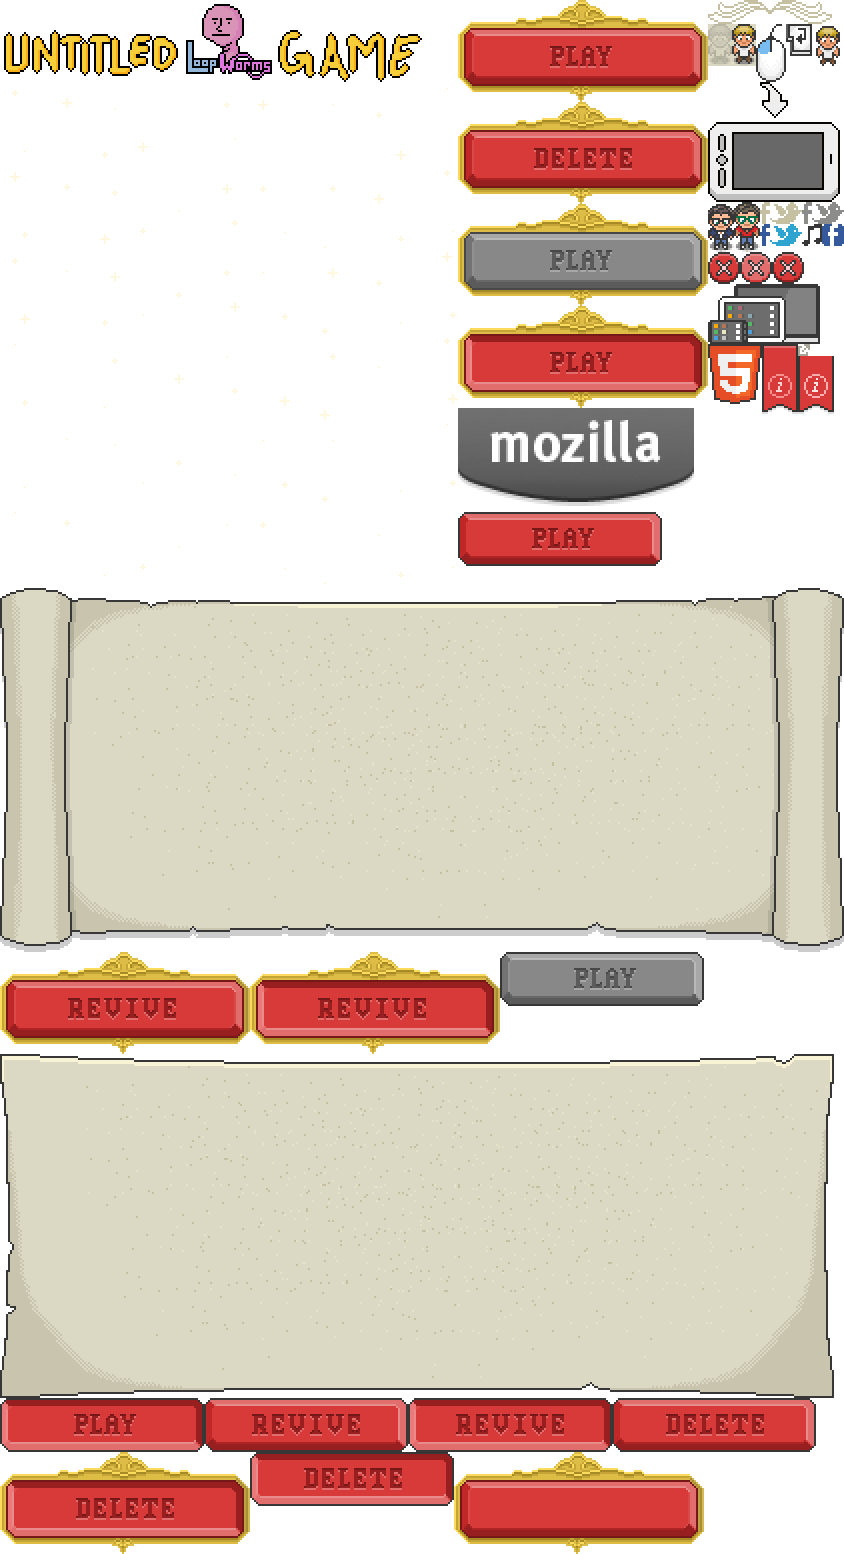 UNTITLED LoopWorms GAME
PLAY
DELETE
PLAY
PLAY
5
i i
mozilla
PLAY
REVIVE REVIVE PLAY
PLAY REVIVE REVIVE DELETE
DELETE DELETE